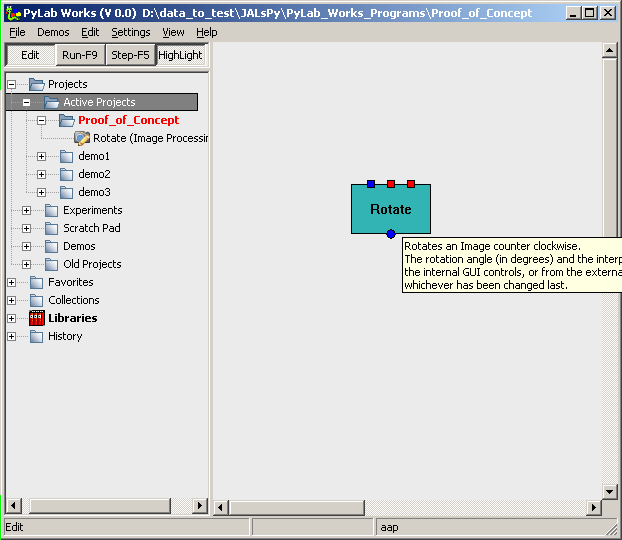 PyLab Works (V 0.0) D:\data_to_test\JALsPy\PyLab_Works_Programs\Proof_of_Concept
File Demos Edit Settings View Help
Edit Run-F9 Step-F5 HighLight
Projects
Active Projects
Proof_of_Concept
Rotate (Image Processin
demo1
demo2
demo3
Experiments
Scratch Pad
Demos
Old Projects
Favorites
Collections
Libraries
History
Rotate
Rotates an Image counter clockwise.
The rotation angle (in degrees) and the interp
the internal GUI controls, or from the external
whichever has been changed last.
Edit aap